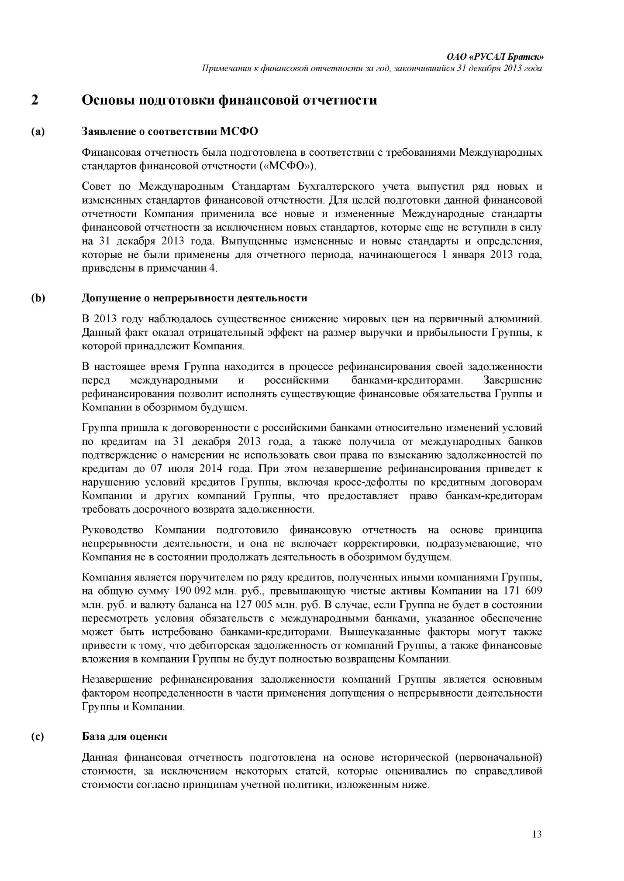 ОАО «РУСАЛ Братск»
Примечания к финансовой отчетности за год, закончившийся 31 декабря 2013 года
2 Основы подготовки финансовой отчетности
(a) Заявление о соответствии МСФО
Финансовая отчетность была подготовлена в соответствии с требованиями Международных
стандартов финансовой отчетности («МСФО»).
Совет по Международным Стандартам Бухгалтерского учета выпустил ряд новых и
измененных стандартов финансовой отчетности. Для целей подготовки данной финансовой
отчетности Компания применила все новые и измененные Международные стандарты
финансовой отчетности за исключением новых стандартов, которые еще не вступили в силу
на 31 декабря 2013 года. Выпущенные измененные и новые стандарты и определения,
которые не были применены для отчетного периода, начинающегося 1 января 2013 года,
приведены в примечании 4.
(b) Допущение о непрерывности деятельности
В 2013 году наблюдалось существенное снижение мировых цен на первичный алюминий.
Данный факт оказал отрицательный эффект на размер выручки и прибыльности Группы, к
которой принадлежит Компания.
В настоящее время Группа находится в процессе рефинансирования своей задолженности
перед международными и российскими банками-кредиторами. Завершение
рефинансирования позволит исполнять существующие финансовые обязательства Группы и
Компании в обозримом будущем.
Группа пришла к договоренности с российскими банками относительно изменений условий
по кредитам на 31 декабря 2013 года, а также получила от международных банков
подтверждение о намерении не использовать свои права по взысканию задолженностей по
кредитам до 07 июля 2014 года. При этом незавершение рефинансирования приведет к
нарушению условий кредитов Группы, включая кросс-дефолты по кредитным договорам
Компании и других компаний Группы, что предоставляет право банкам-кредиторам
требовать досрочного возврата задолженности.
Руководство Компании подготовило финансовую отчетность на основе принципа
непрерывности деятельности, и она не включает корректировки, подразумевающие, что
Компания не в состоянии продолжать деятельность в обозримом будущем.
Компания является поручителем по ряду кредитов, полученных иными компаниями Группы,
на общую сумму 190 092 млн. руб., превышающую чистые активы Компании на 171 609
млн. руб. и валюту баланса на 127 005 млн. руб. В случае, если Группа не будет в состоянии
пересмотреть условия обязательств с международными банками, указанное обеспечение
может быть истребовано банками-кредиторами. Вышеуказанные факторы могут также
привести к тому, что дебиторская задолженность от компаний Группы, а также финансовые
вложения в компании Группы не будут полностью возвращены Компании.
Незавершение рефинансирования задолженности компаний Группы является основным
фактором неопределенности в части применения допущения о непрерывности деятельности
Группы и Компании.
(c) База для оценки
Данная финансовая отчетность подготовлена на основе исторической (первоначальной)
стоимости, за исключением некоторых статей, которые оценивались по справедливой
стоимости согласно принципам учетной политики, изложенным ниже.
13